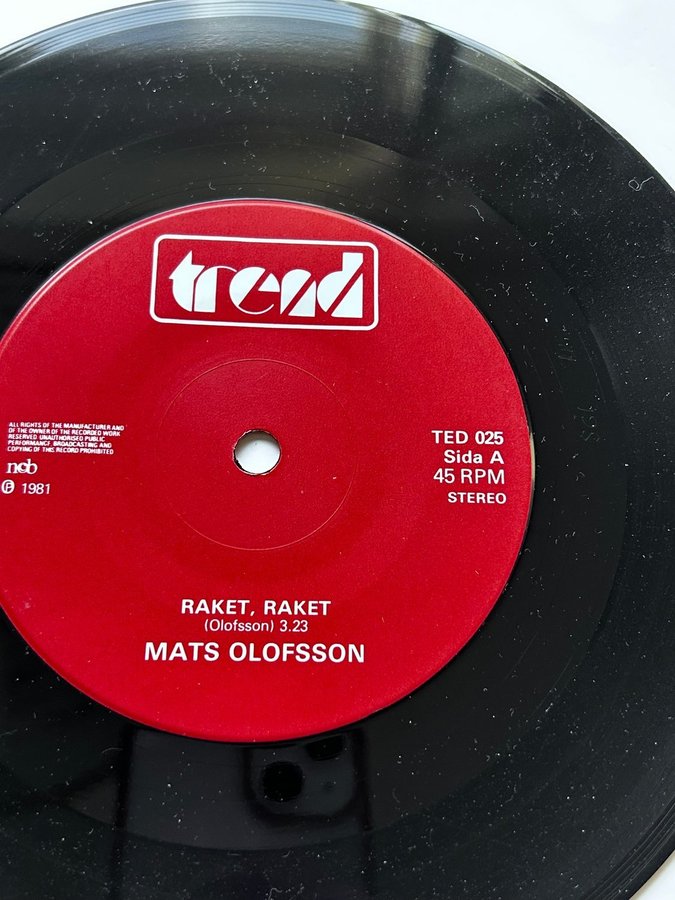 trend
ALL RIGHTS OF THE MANUFACTURER AND
OF THE OWNER OF THE RECORDED WORK
RESERVED UNAUTHORISED PUBLIC
PERFORMANCE BROADCASTING AND
COPYING OF THIS RECORD PROHIBITED
ncb
Ⓟ 1981
TED 025
Sida A
45 RPM
STEREO
RAKET, RAKET
(Olofsson) 3.23
MATS OLOFSSON